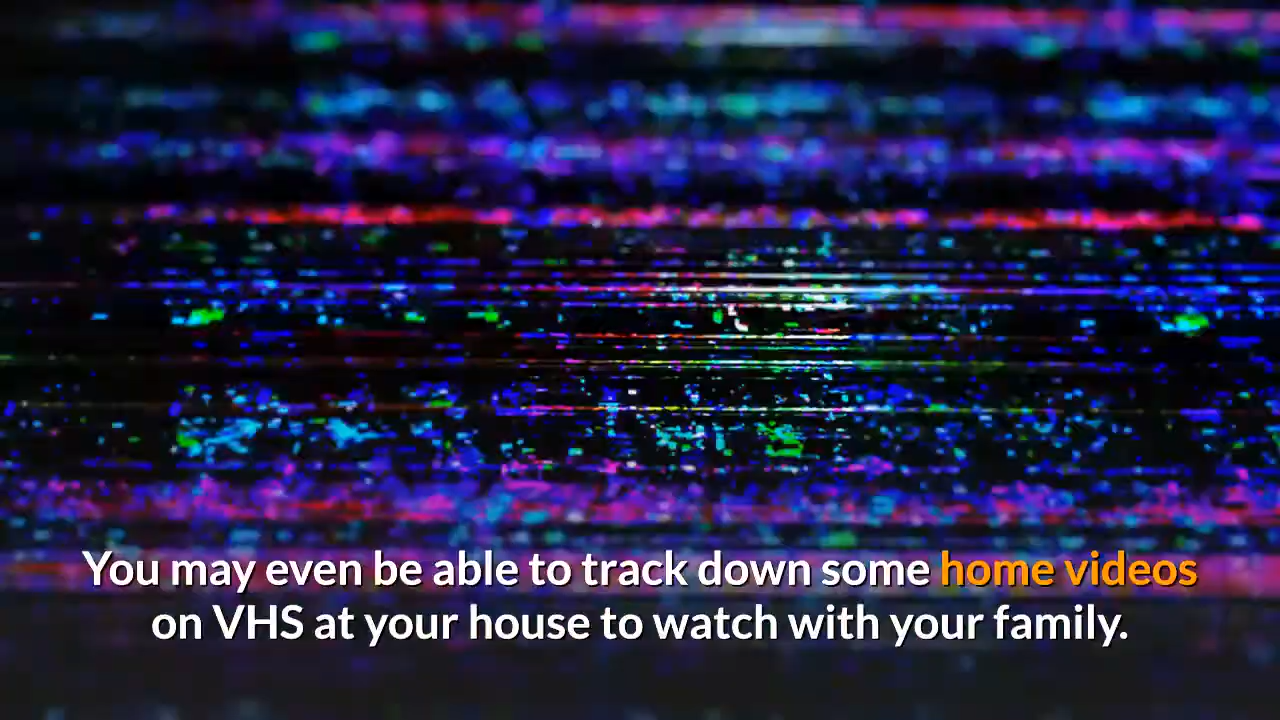 You may even be able to track down some home videos
on VHS at your house to watch with your family.